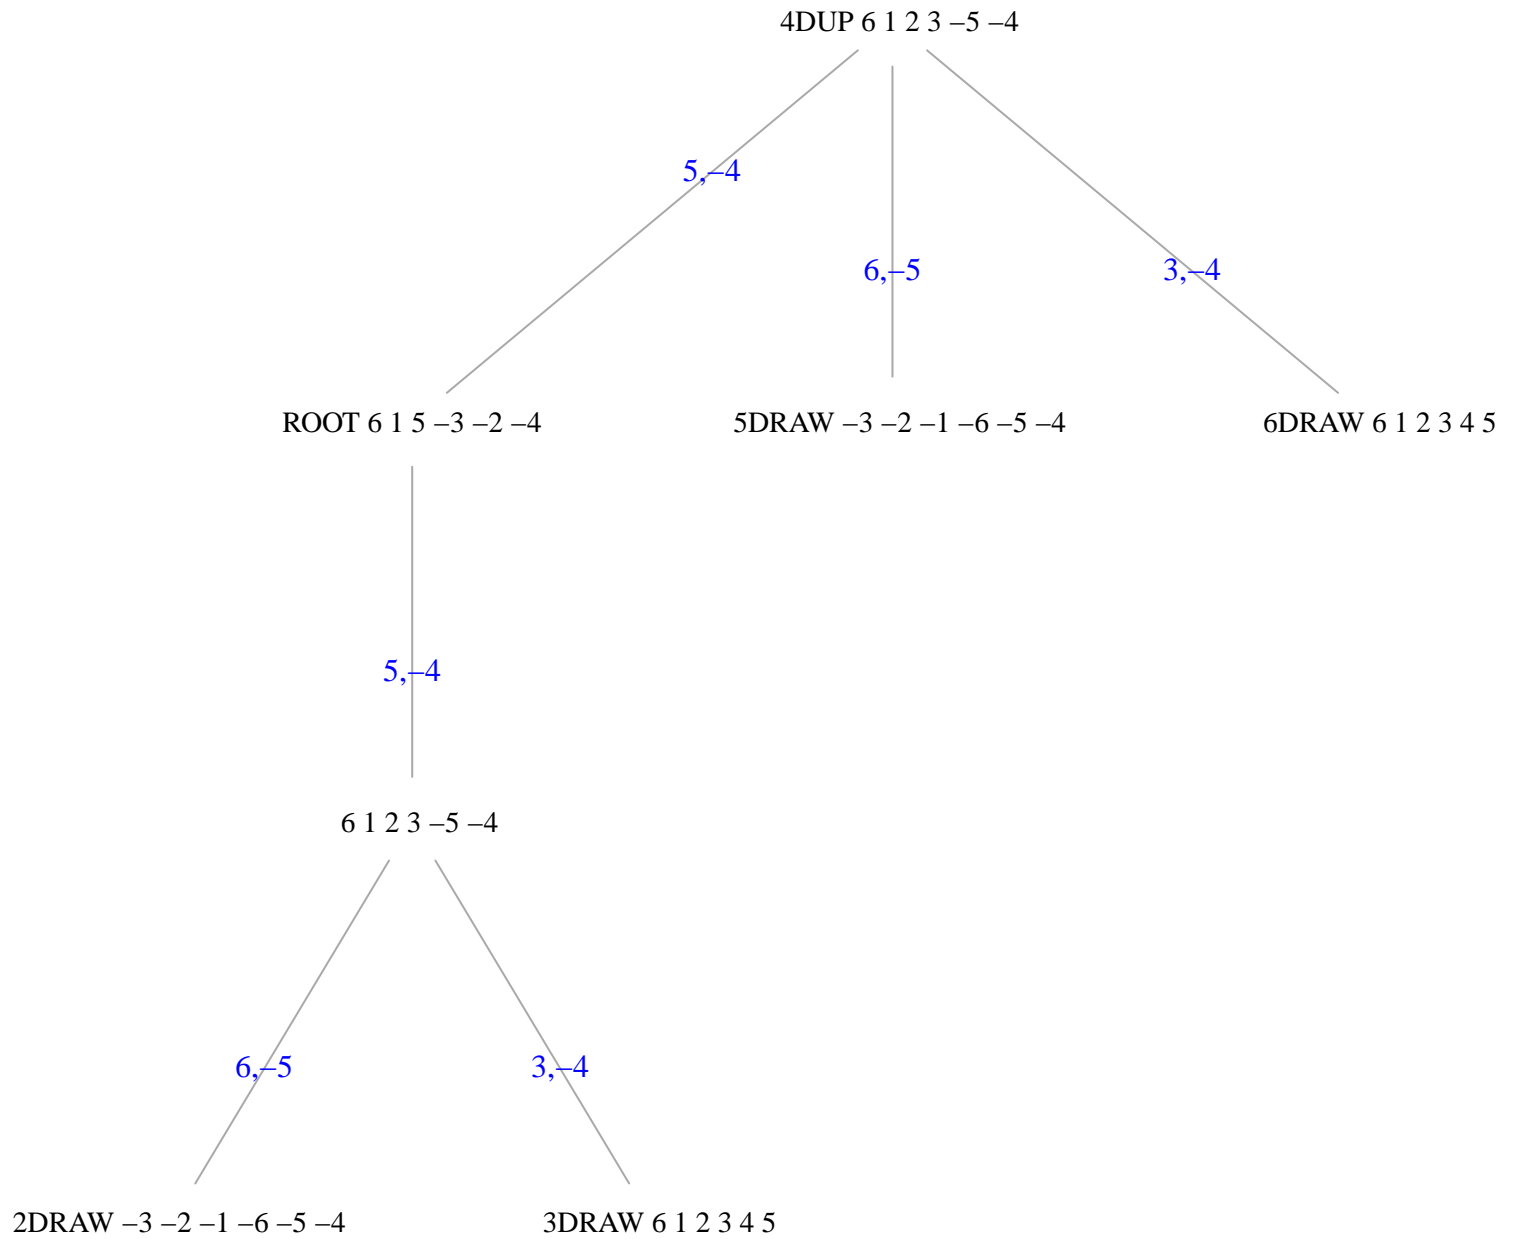 4DUP 6 1 2 3 –5 –4
5,–4
6,–5
3,–4
ROOT 6 1 5 –3 –2 –4
5DRAW –3 –2 –1 –6 –5 –4
6DRAW 6 1 2 3 4 5
5,–4
6 1 2 3 –5 –4
6,–5
3,–4
2DRAW –3 –2 –1 –6 –5 –4
3DRAW 6 1 2 3 4 5